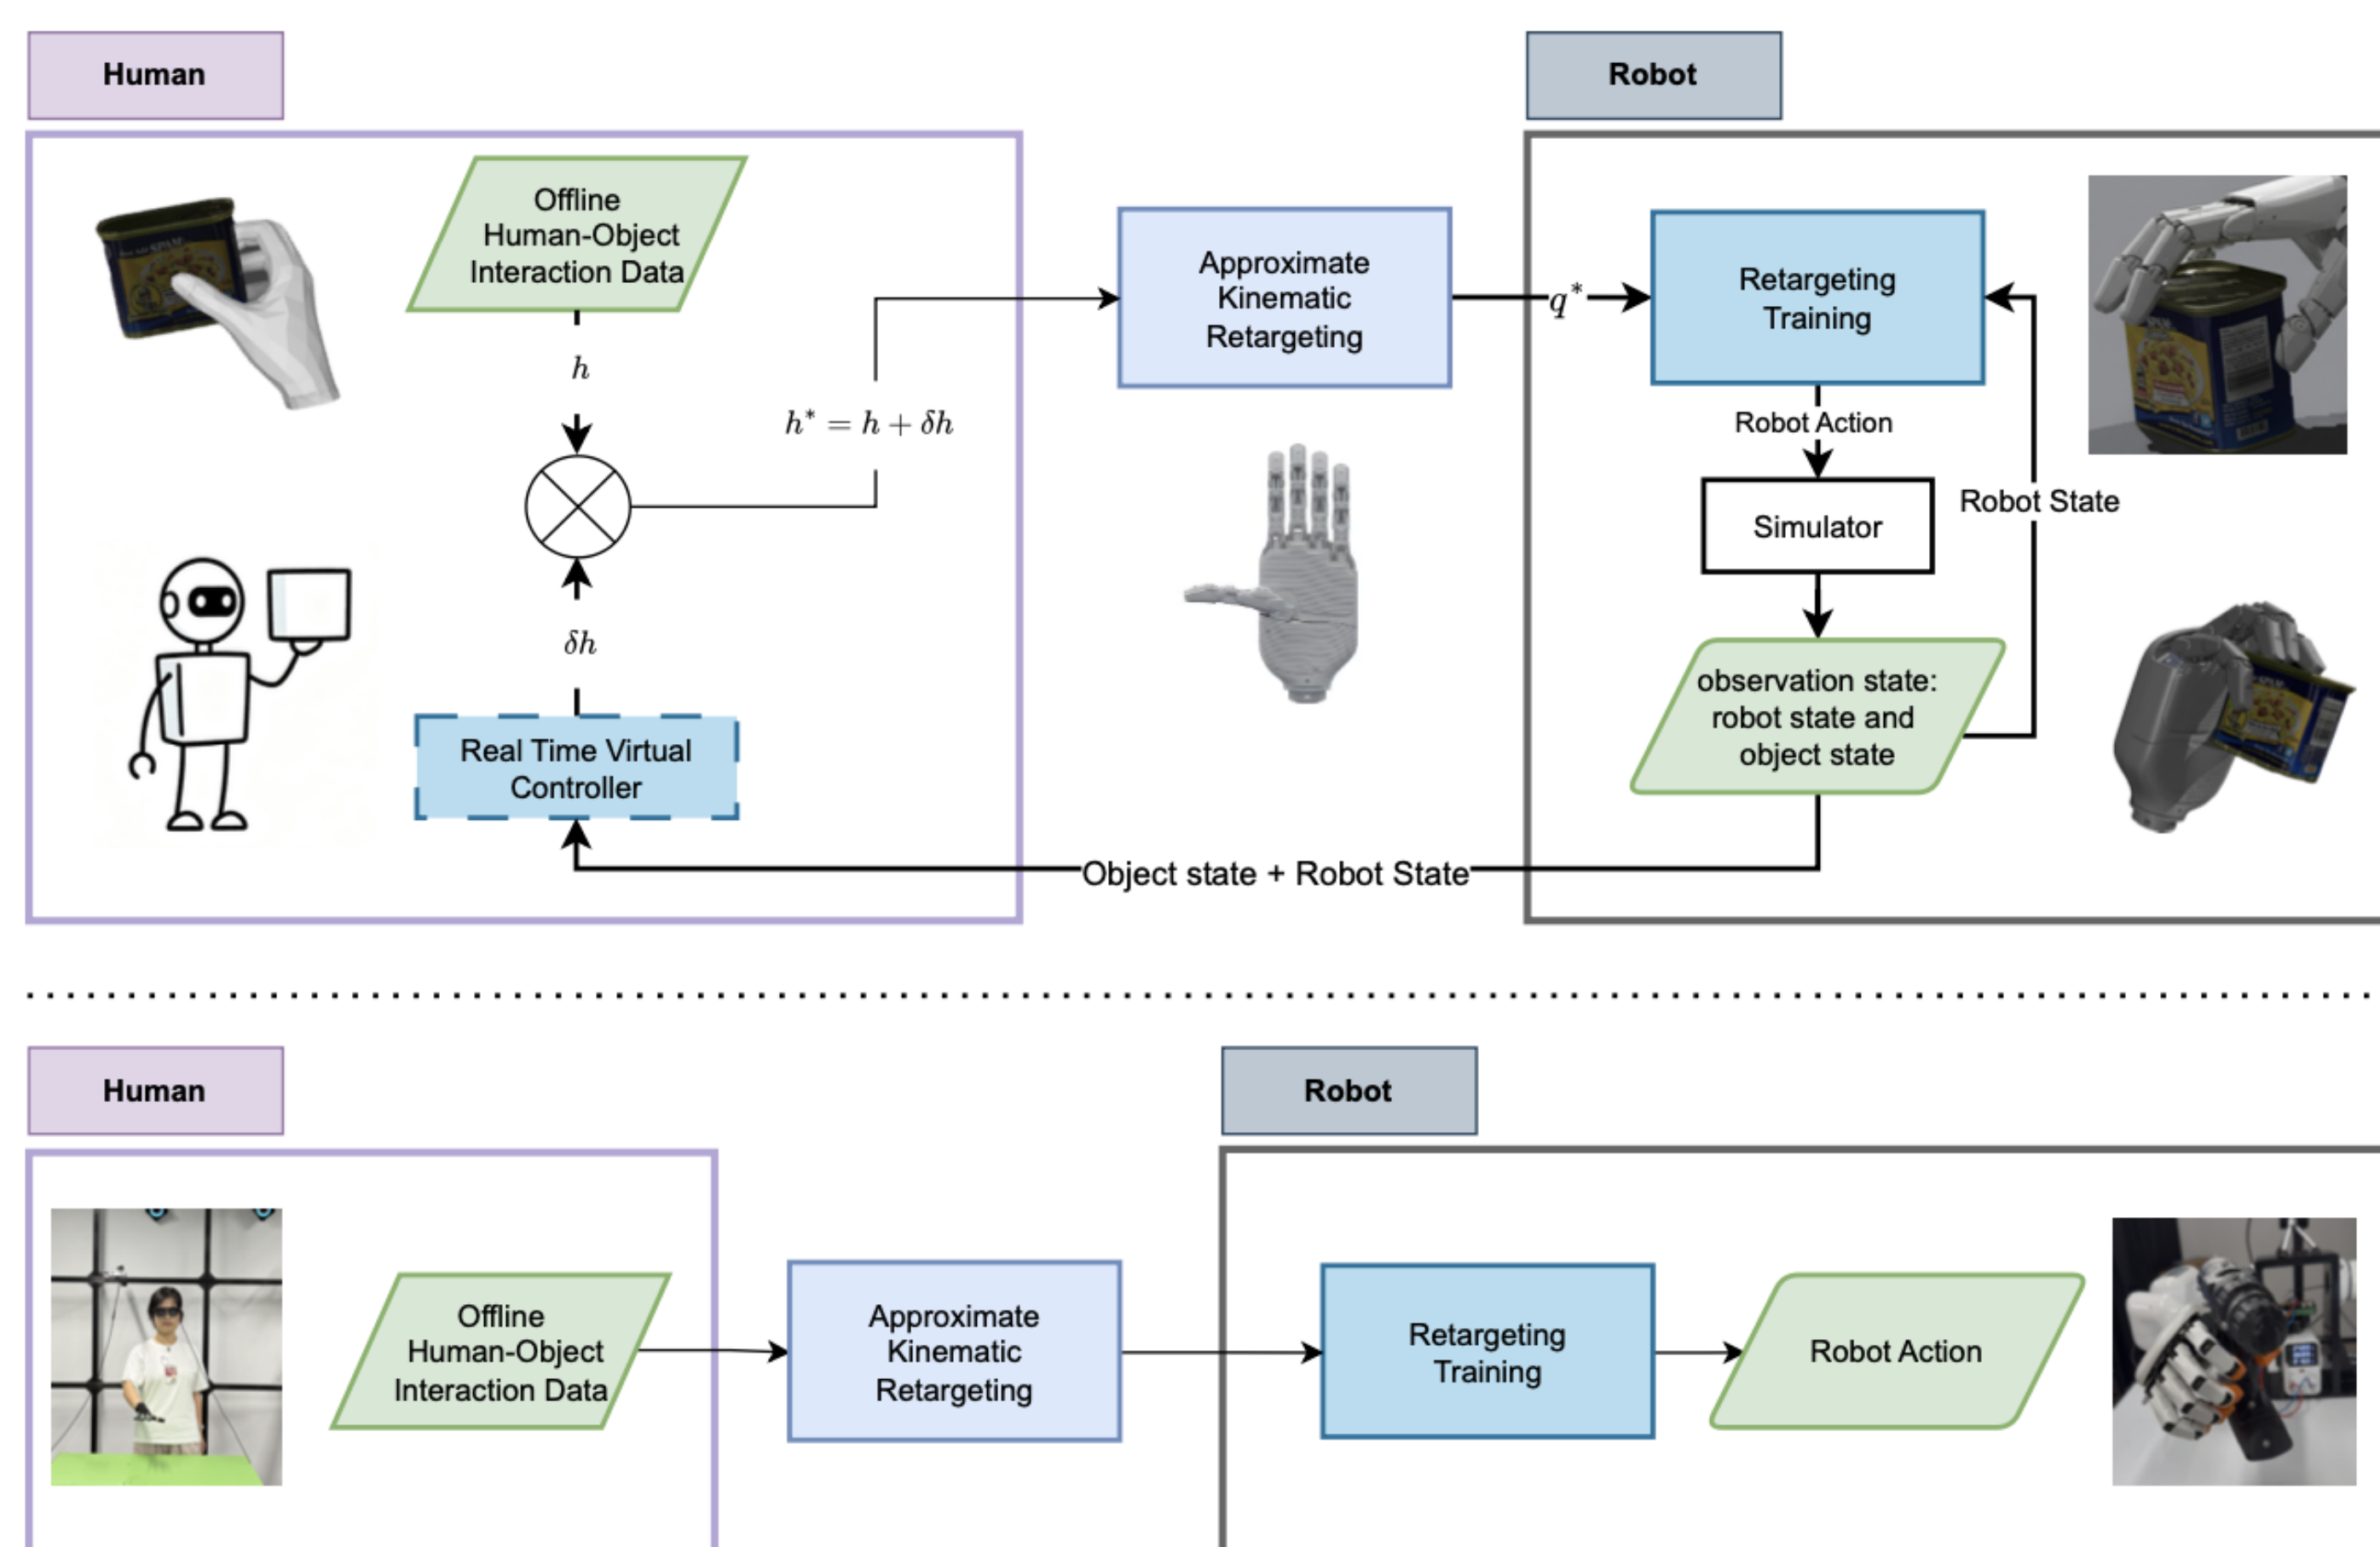 Human
Robot
Offline
Human-Object
Interaction Data
h
h* = h + δh
δh
Real Time Virtual
Controller
Approximate
Kinematic
Retargeting
q*
Retargeting
Training
Robot Action
Simulator
Robot State
observation state:
robot state and
object state
Object state + Robot State
SPAM
Human
Robot
Offline
Human-Object
Interaction Data
Approximate
Kinematic
Retargeting
Retargeting
Training
Robot Action